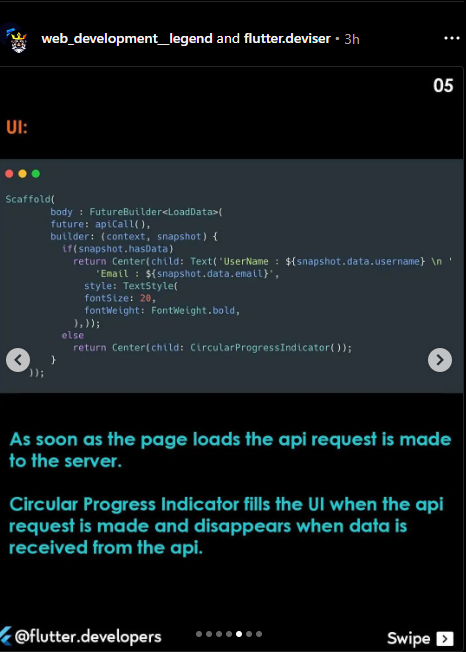 web_development__legend and flutter.deviser • 3h
05
UI:
Scaffold(
body : FutureBuilder<LoadData>(
future: apiCall(),
builder: (context, snapshot) {
if(snapshot.hasData)
return Center(child: Text('UserName : ${snapshot.data.username} \n '
'Email : ${snapshot.data.email}',
style: TextStyle(
fontSize: 20,
fontWeight: FontWeight.bold,
),));
else
return Center(child: CircularProgressIndicator());
}
));
As soon as the page loads the api request is made
to the server.
Circular Progress Indicator fills the UI when the api
request is made and disappears when data is
received from the api.
@flutter.developers
Swipe